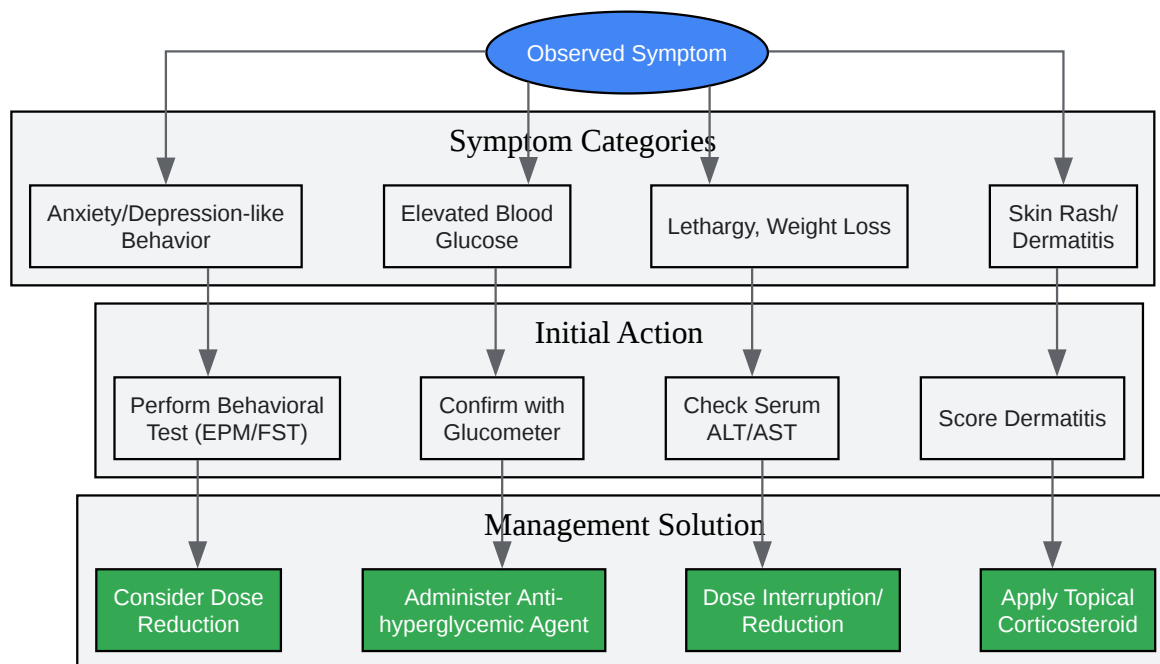 Observed Symptom
Symptom Categories
Anxiety/Depression-like
Behavior
Elevated Blood
Glucose
Lethargy, Weight Loss
Skin Rash/
Dermatitis
Initial Action
Perform Behavioral
Test (EPM/FST)
Confirm with
Glucometer
Check Serum
ALT/AST
Score Dermatitis
Management Solution
Consider Dose
Reduction
Administer Anti-
hyperglycemic Agent
Dose Interruption/
Reduction
Apply Topical
Corticosteroid